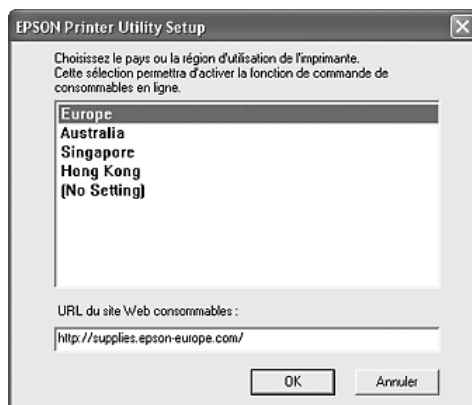 EPSON Printer Utility Setup
Choisissez le pays ou la région d'utilisation de l'imprimante.
Cette sélection permettra d'activer la fonction de commande de
consommables en ligne.
Europe
Australia
Singapore
Hong Kong
(No Setting)
URL du site Web consommables :
http://supplies.epson-europe.com/
OK
Annuler